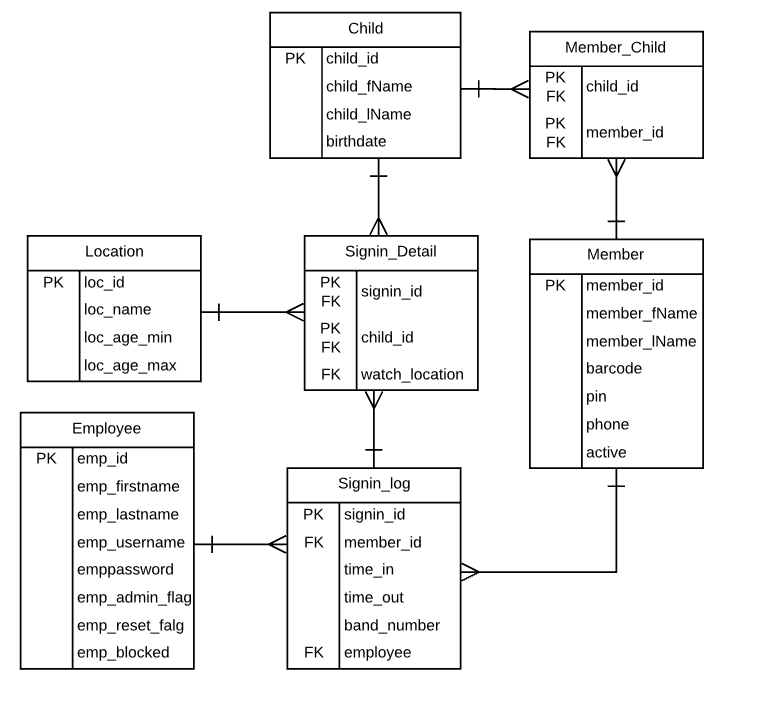 Child
PK child_id
child_fName
child_lName
birthdate
Member_Child
PK
FK
child_id
PK
FK
member_id
Location
PK loc_id
loc_name
loc_age_min
loc_age_max
Signin_Detail
PK
FK
signin_id
PK
FK
child_id
FK watch_location
Member
PK member_id
member_fName
member_lName
barcode
pin
phone
active
Employee
PK emp_id
emp_firstname
emp_lastname
emp_username
emppassword
emp_admin_flag
emp_reset_falg
emp_blocked
Signin_log
PK signin_id
FK member_id
time_in
time_out
band_number
FK employee